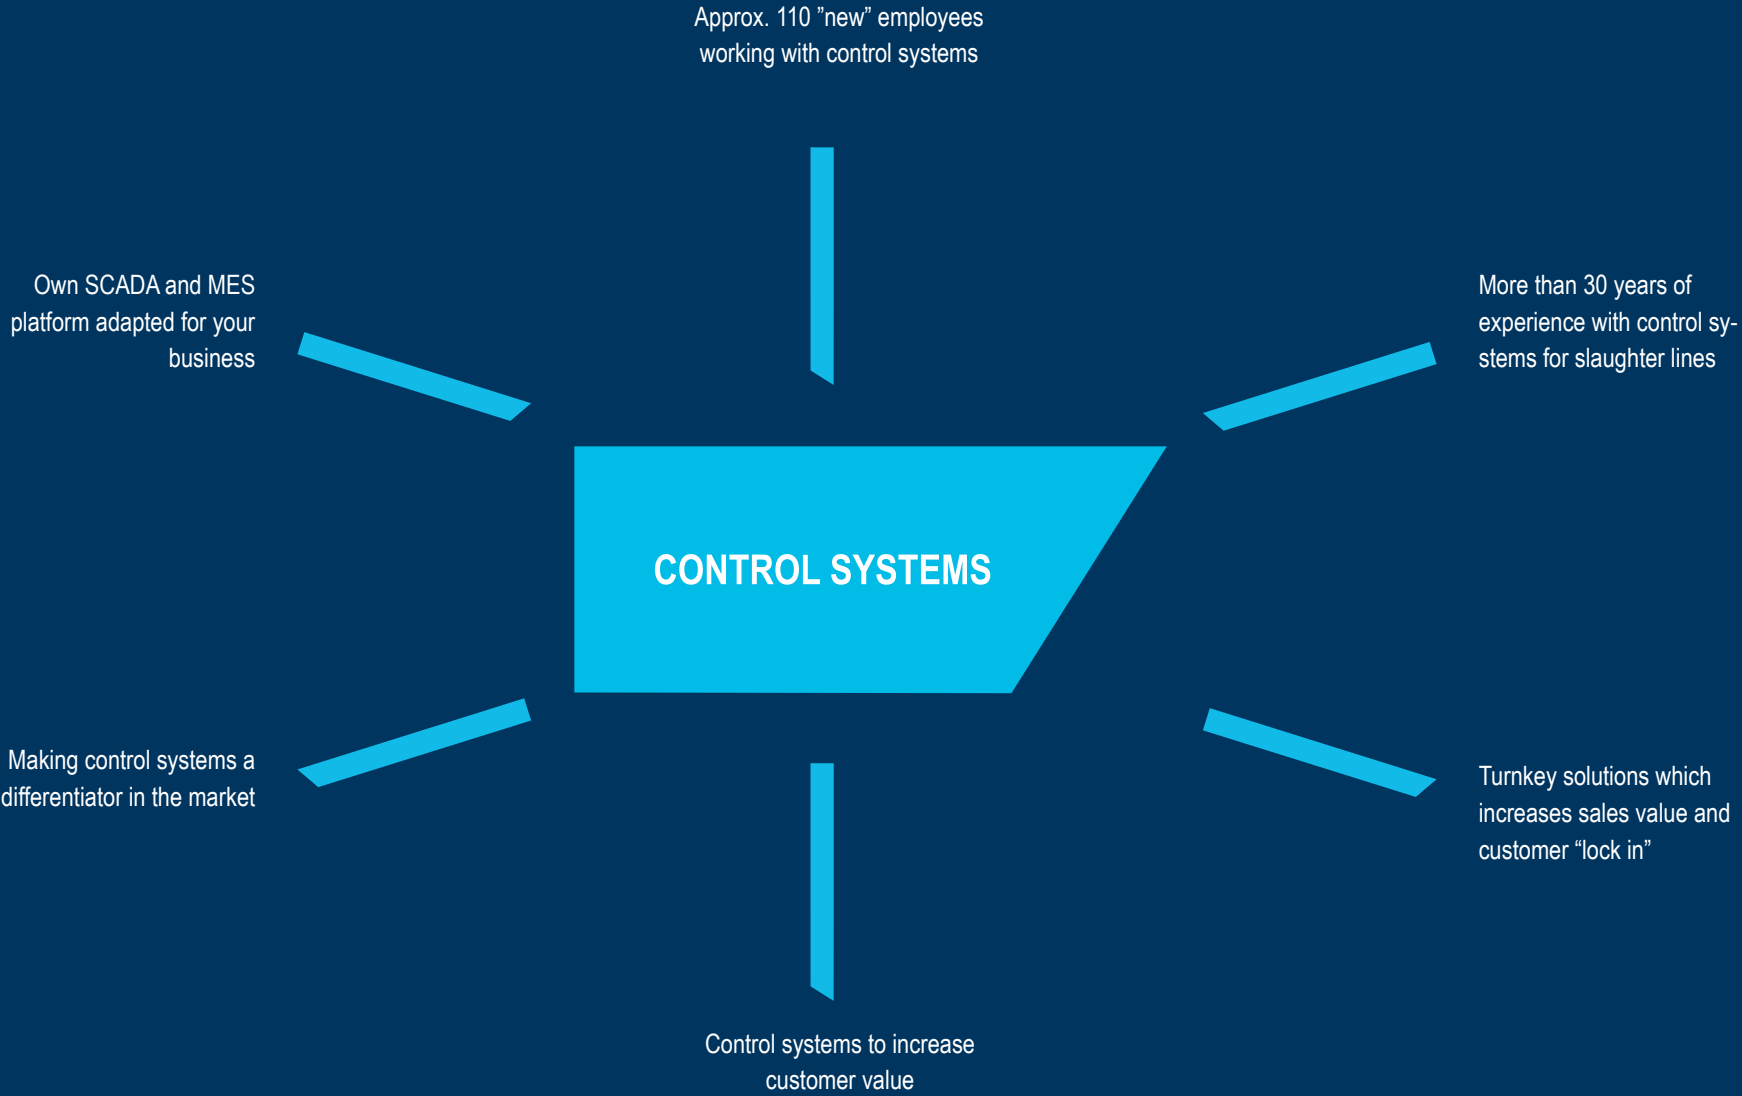 Approx. 110 ”new” employees
working with control systems
Own SCADA and MES
platform adapted for your
business
More than 30 years of
experience with control sy-
stems for slaughter lines
CONTROL SYSTEMS
Making control systems a
differentiator in the market
Turnkey solutions which
increases sales value and
customer “lock in”
Control systems to increase
customer value